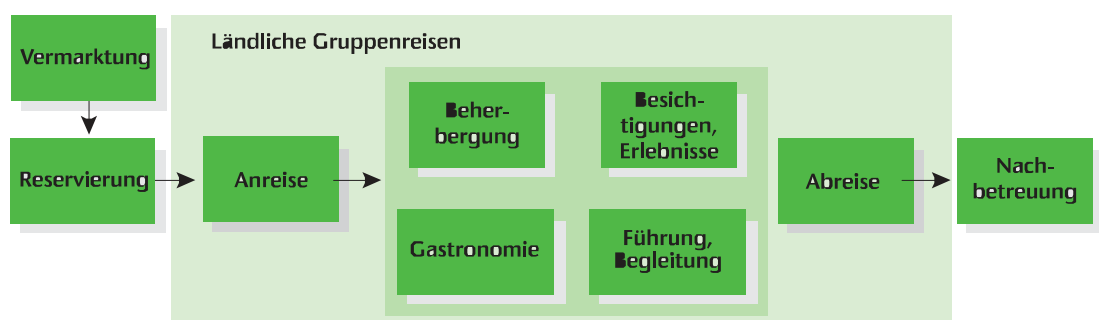 Vermarktung
Reservierung
Ländliche Gruppenreisen
Anreise
Beher-
bergung
Besich-
tigungen,
Erlebnisse
Gastronomie
Führung,
Begleitung
Abreise
Nach-
betreuung